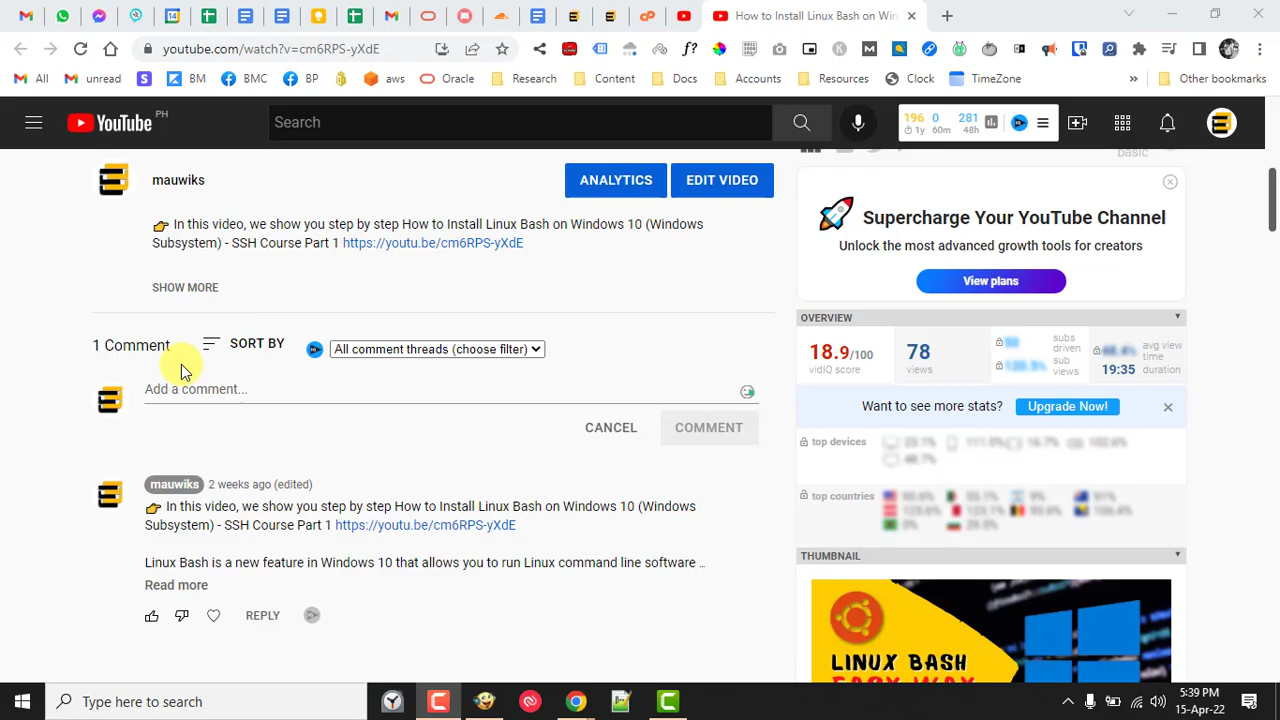 How to Install Linux Bash on Win
youtube.com/watch?v=cm6RPS-yXdE
All
unread
BM
BMC
BP
aws
Oracle
Research
Content
Docs
Accounts
Resources
Clock
TimeZone
»
Other bookmarks
YouTube PH
Search
196 0 281
1y 60m 48h
basic
mauwiks
ANALYTICS
EDIT VIDEO
👉 In this video, we show you step by step How to Install Linux Bash on Windows 10 (Windows
Subsystem) - SSH Course Part 1 https://youtu.be/cm6RPS-yXdE
SHOW MORE
1 Comment
SORT BY
All comment threads (choose filter)
Add a comment...
CANCEL
COMMENT
mauwiks 2 weeks ago (edited)
👉 In this video, we show you step by step How to Install Linux Bash on Windows 10 (Windows
Subsystem) - SSH Course Part 1 https://youtu.be/cm6RPS-yXdE
Linux Bash is a new feature in Windows 10 that allows you to run Linux command line software ..
Read more
REPLY
Supercharge Your YouTube Channel
Unlock the most advanced growth tools for creators
View plans
OVERVIEW
18.9/100
vidIQ score
78
views
subs
driven
sub
views
avg view
time
19:35 duration
Want to see more stats? Upgrade Now!
top devices
top countries
THUMBNAIL
LINUX BASH
EASY WAY
Type here to search
5:39 PM
15-Apr-22